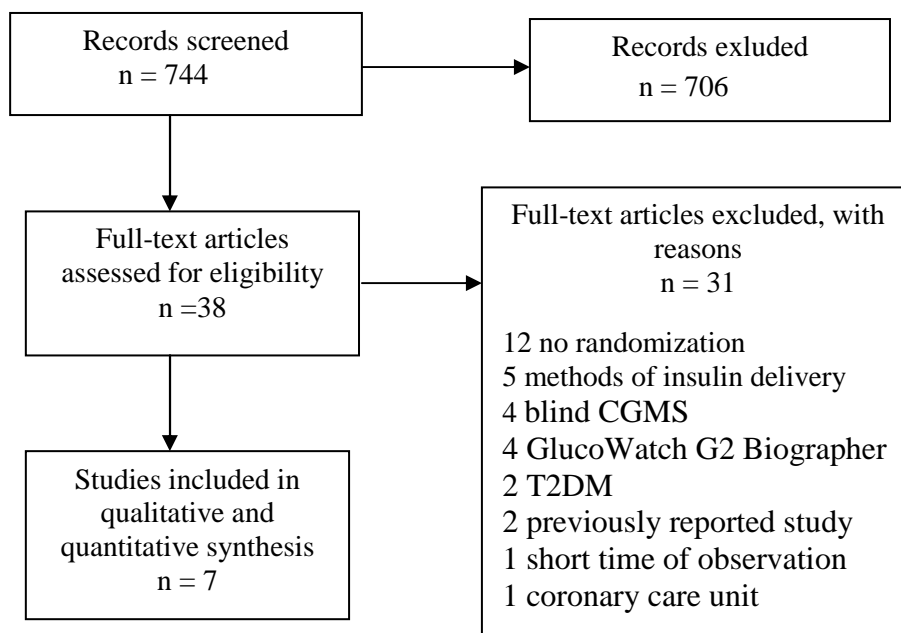 Records screened
n = 744
Records exluded
n = 706
Full-text articles
assessed for eligibility
n =38
Full-text articles excluded, with
reasons
n = 31
12 no randomization
5 methods of insulin delivery
4 blind CGMS
4 GlucoWatch G2 Biographer
2 T2DM
2 previously reported study
1 short time of observation
1 coronary care unit
Studies included in
qualitative and
quantitative synthesis
n = 7